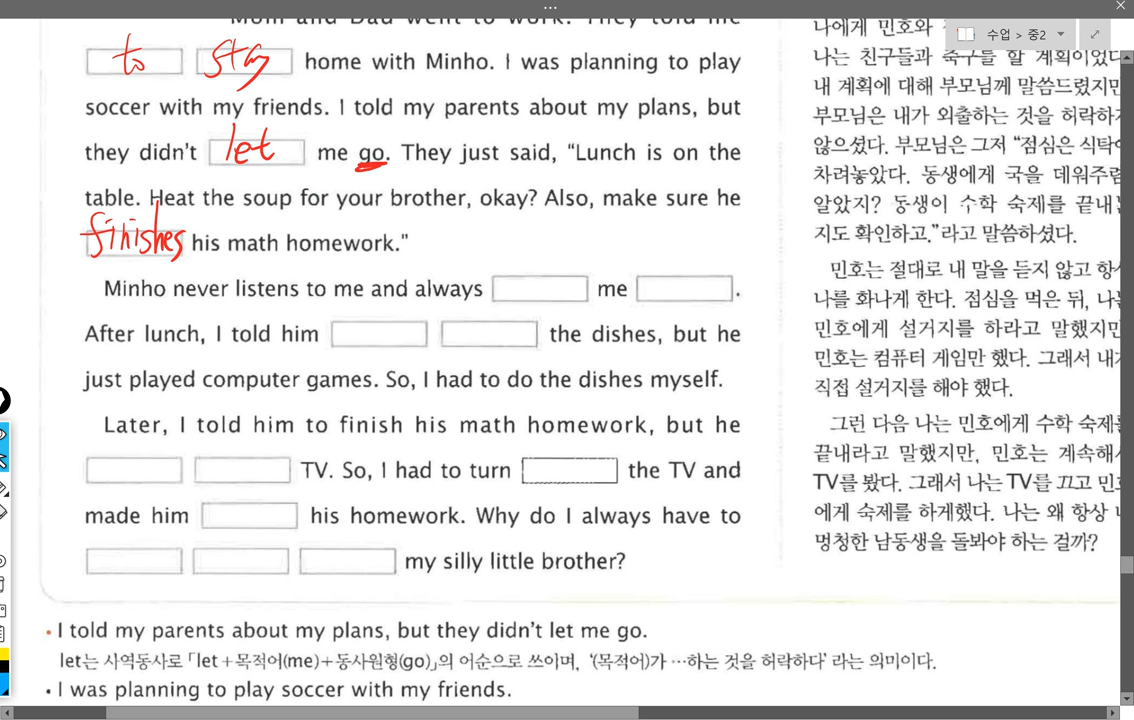 ...
수업 > 중2
Mom and Dad went to work. They told me
to stay home with Minho. I was planning to play
soccer with my friends. I told my parents about my plans, but
they didn't let me go. They just said, "Lunch is on the
table. Heat the soup for your brother, okay? Also, make sure he
finishes his math homework."
Minho never listens to me and always me .
After lunch, I told him the dishes, but he
just played computer games. So, I had to do the dishes myself.
Later, I told him to finish his math homework, but he
TV. So, I had to turn the TV and
made him his homework. Why do I always have to
my silly little brother?
나에게 민호와
나는 친구들과 축구를 할 계획이었다
내 계획에 대해 부모님께 말씀드렸지만
부모님은 내가 외출하는 것을 허락하지
않으셨다. 부모님은 그저 "점심은 식탁에
차려놓았다. 동생에게 국을 데워주렴
알았지? 동생이 수학 숙제를 끝내는
지도 확인하고."라고 말씀하셨다.
민호는 절대로 내 말을 듣지 않고 항상
나를 화나게 한다. 점심을 먹은 뒤, 나는
민호에게 설거지를 하라고 말했지만
민호는 컴퓨터 게임만 했다. 그래서 내가
직접 설거지를 해야 했다.
그런 다음 나는 민호에게 수학 숙제를
끝내라고 말했지만, 민호는 계속해서
TV를 봤다. 그래서 나는 TV를 끄고 민호
에게 숙제를 하게했다. 나는 왜 항상
멍청한 남동생을 돌봐야 하는 걸까?
• I told my parents about my plans, but they didn't let me go.
let는 사역동사로 「let+목적어(me)+동사원형(go)」의 어순으로 쓰이며, '(목적어)가 …하는 것을 허락하다' 라는 의미이다.
• I was planning to play soccer with my friends.